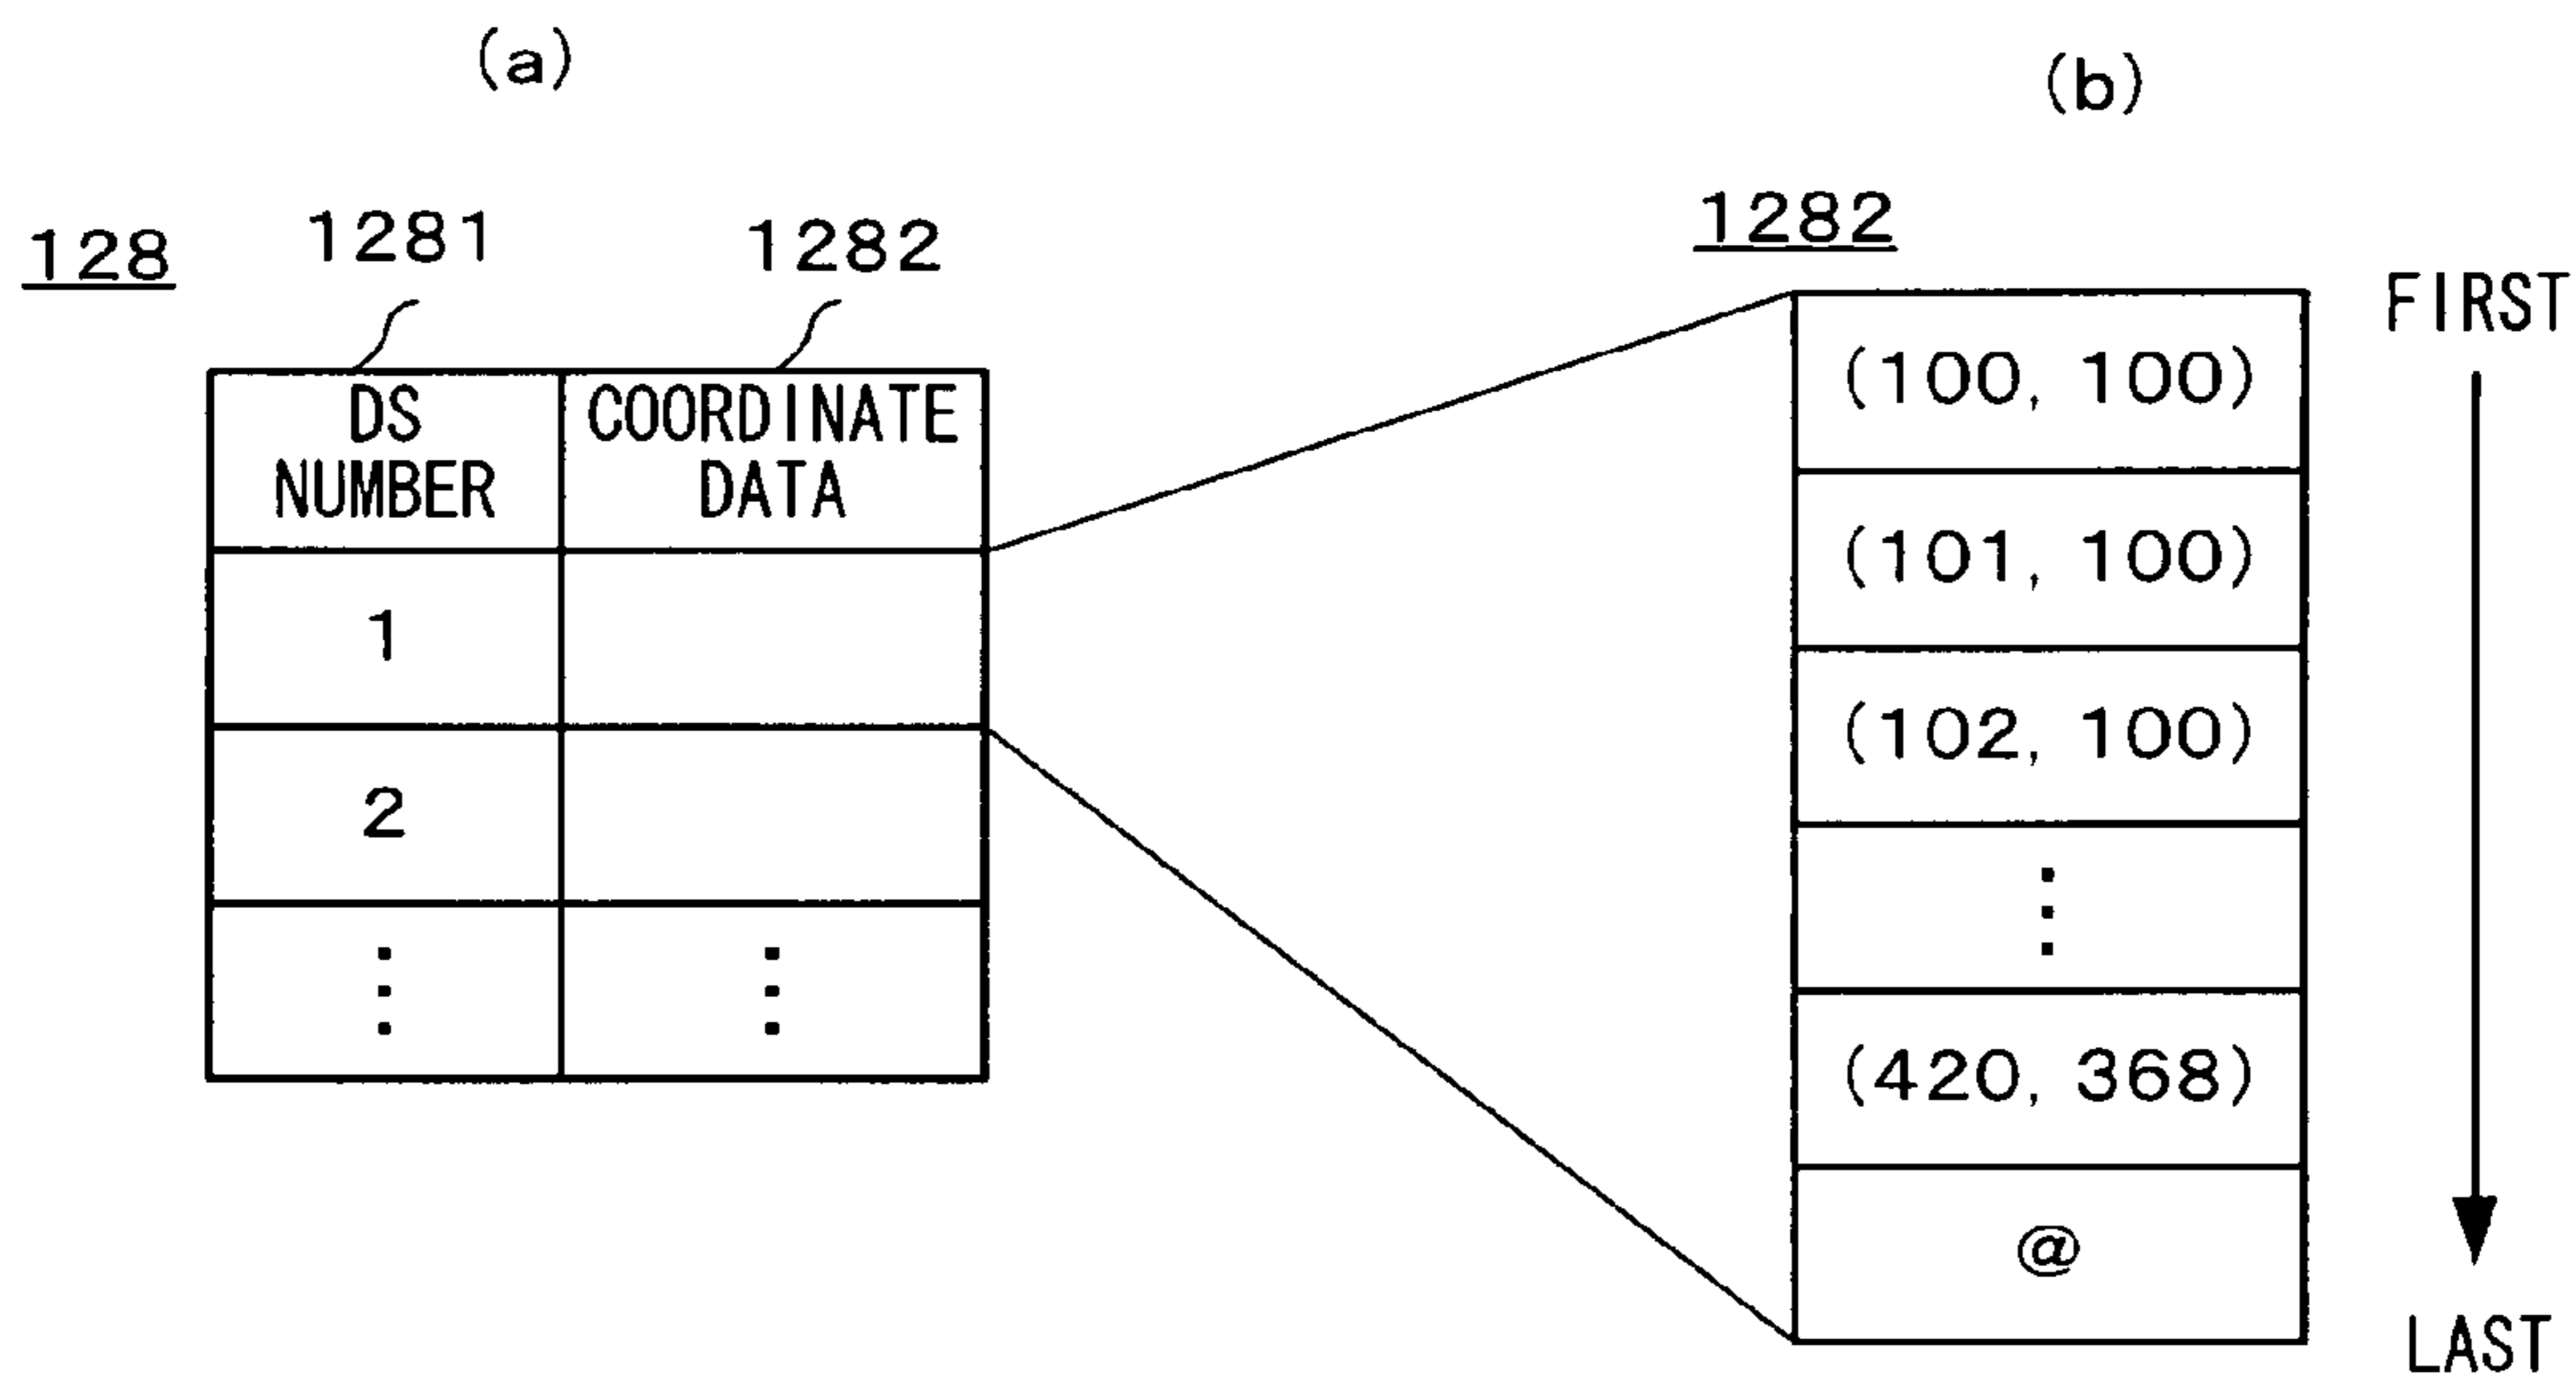 (a)
128
1281
1282
DS NUMBER
COORDINATE DATA
1
2
⋮
⋮
(b)
1282
(100, 100)
(101, 100)
(102, 100)
⋮
(420, 368)
@
FIRST
LAST